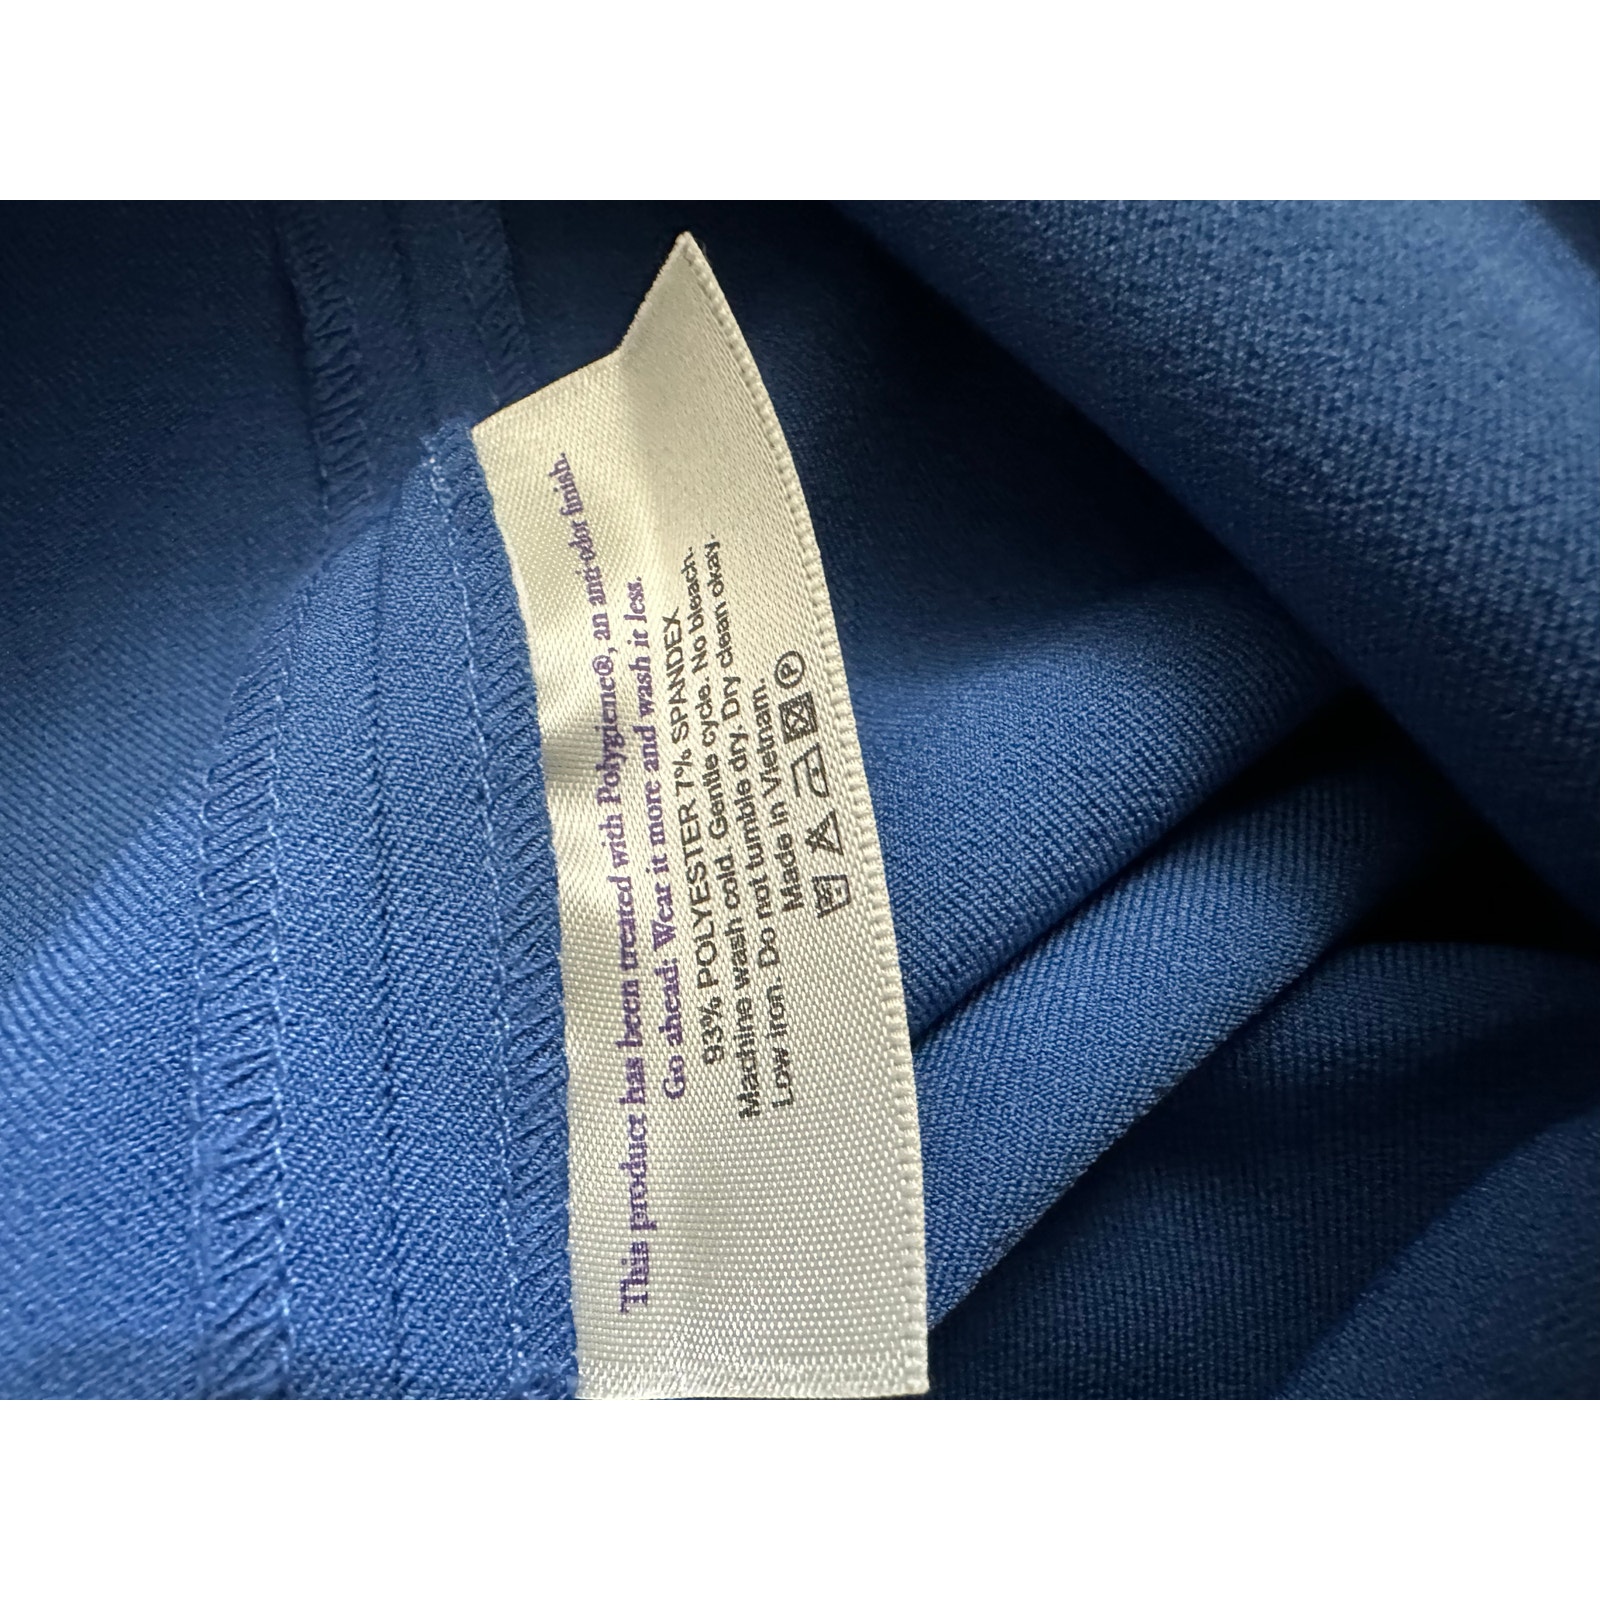 This product has been treated with Polygiene®, an anti-odor finish.
Go ahead: Wear it more and wash it less.
93% POLYESTER 7% SPANDEX
Machine wash cold. Gentle cycle. No bleach.
Low iron. Do not tumble dry. Dry clean okay.
Made in Vietnam.
P